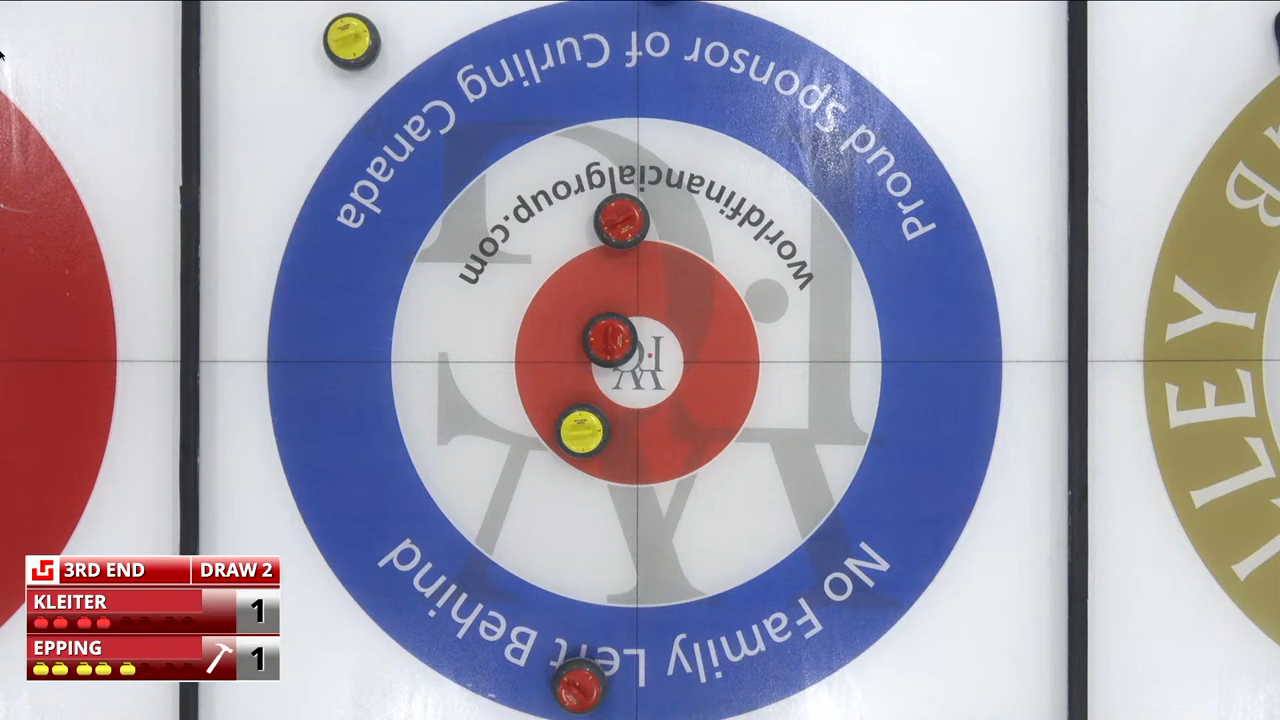 Proud Sponsor of Curling Canada
worldfinancialgroup.com
No Family Left Behind
LEY
3RD END DRAW 2
KLEITER 1
EPPING 1